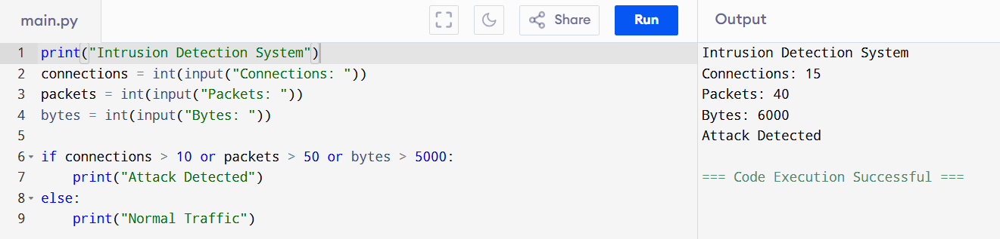 main.py
Share
Run
Output
1 print("Intrusion Detection System")
2 connections = int(input("Connections: "))
3 packets = int(input("Packets: "))
4 bytes = int(input("Bytes: "))
5
6 if connections > 10 or packets > 50 or bytes > 5000:
7     print("Attack Detected")
8 else:
9     print("Normal Traffic")
Intrusion Detection System
Connections: 15
Packets: 40
Bytes: 6000
Attack Detected
=== Code Execution Successful ===